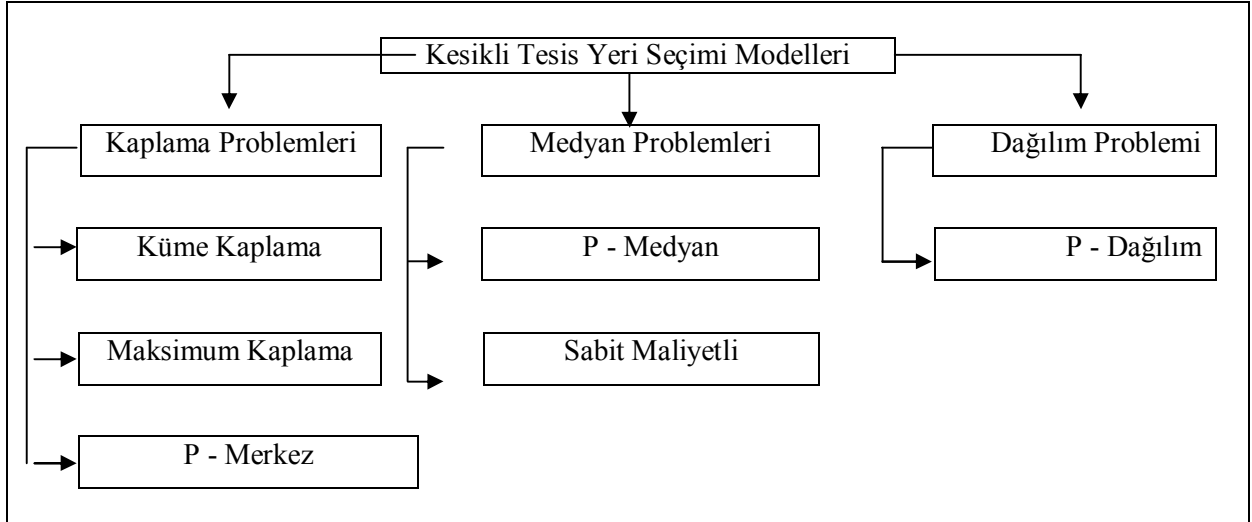 Kesikli Tesis Yeri Seçimi Modelleri
Kaplama Problemleri
Medyan Problemleri
Dağılım Problemi
Küme Kaplama
P - Medyan
P - Dağılım
Maksimum Kaplama
Sabit Maliyetli
P - Merkez